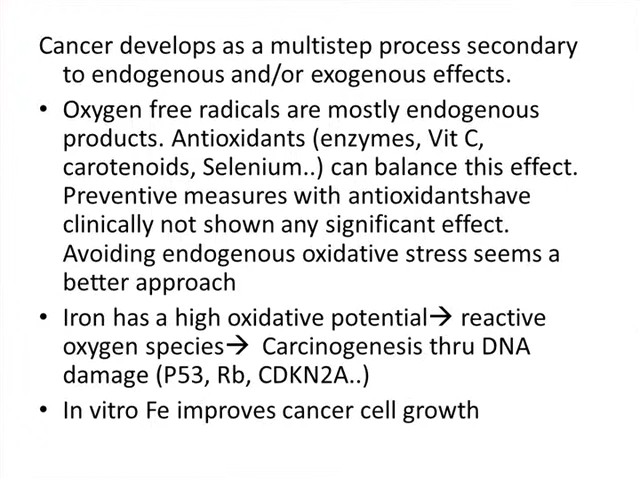 Cancer develops as a multistep process secondary
to endogenous and/or exogenous effects.
• Oxygen free radicals are mostly endogenous
products. Antioxidants (enzymes, Vit C,
carotenoids, Selenium..) can balance this effect.
Preventive measures with antioxidantshave
clinically not shown any significant effect.
Avoiding endogenous oxidative stress seems a
better approach
• Iron has a high oxidative potential→ reactive
oxygen species→ Carcinogenesis thru DNA
damage (P53, Rb, CDKN2A..)
• In vitro Fe improves cancer cell growth